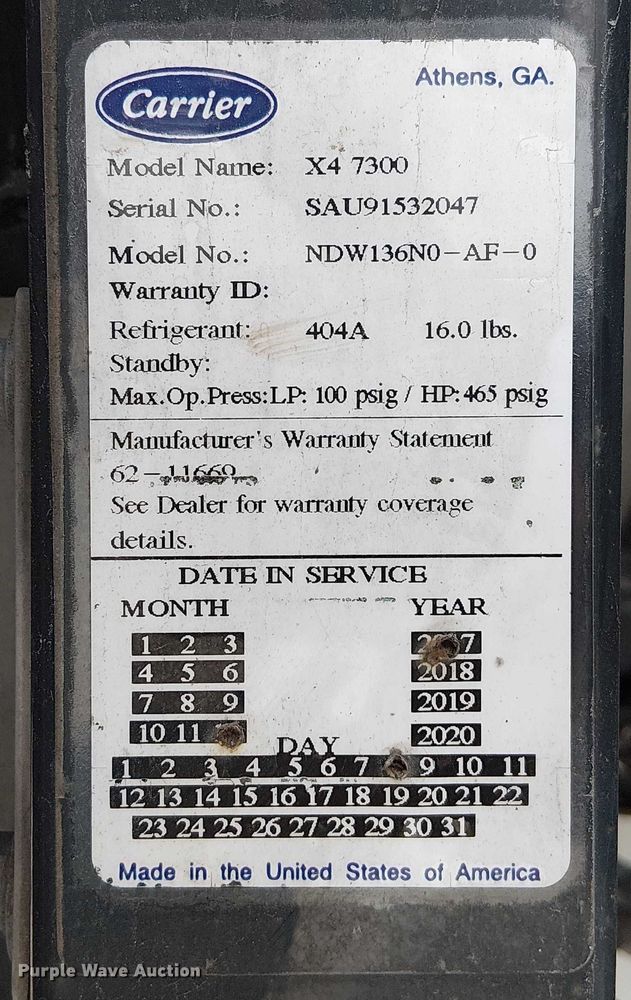 Carrier
Athens, GA.
Model Name: X4 7300
Serial No.: SAU91532047
Model No.: NDW136N0-AF-0
Warranty ID:
Refrigerant: 404A 16.0 lbs.
Standby:
Max.Op.Press:LP: 100 psig / HP:465 psig
Manufacturer's Warranty Statement
62-11669
See Dealer for warranty coverage
details.
DATE IN SERVICE
MONTH YEAR
1 2 3
4 5 6 2018
7 8 9 2019
10 11 2020
DAY
1 2 3 4 5 6 7 9 10 11
12 13 14 15 16 17 18 19 20 21 22
23 24 25 26 27 28 29 30 31
Made in the United States of America
Purple Wave Auction